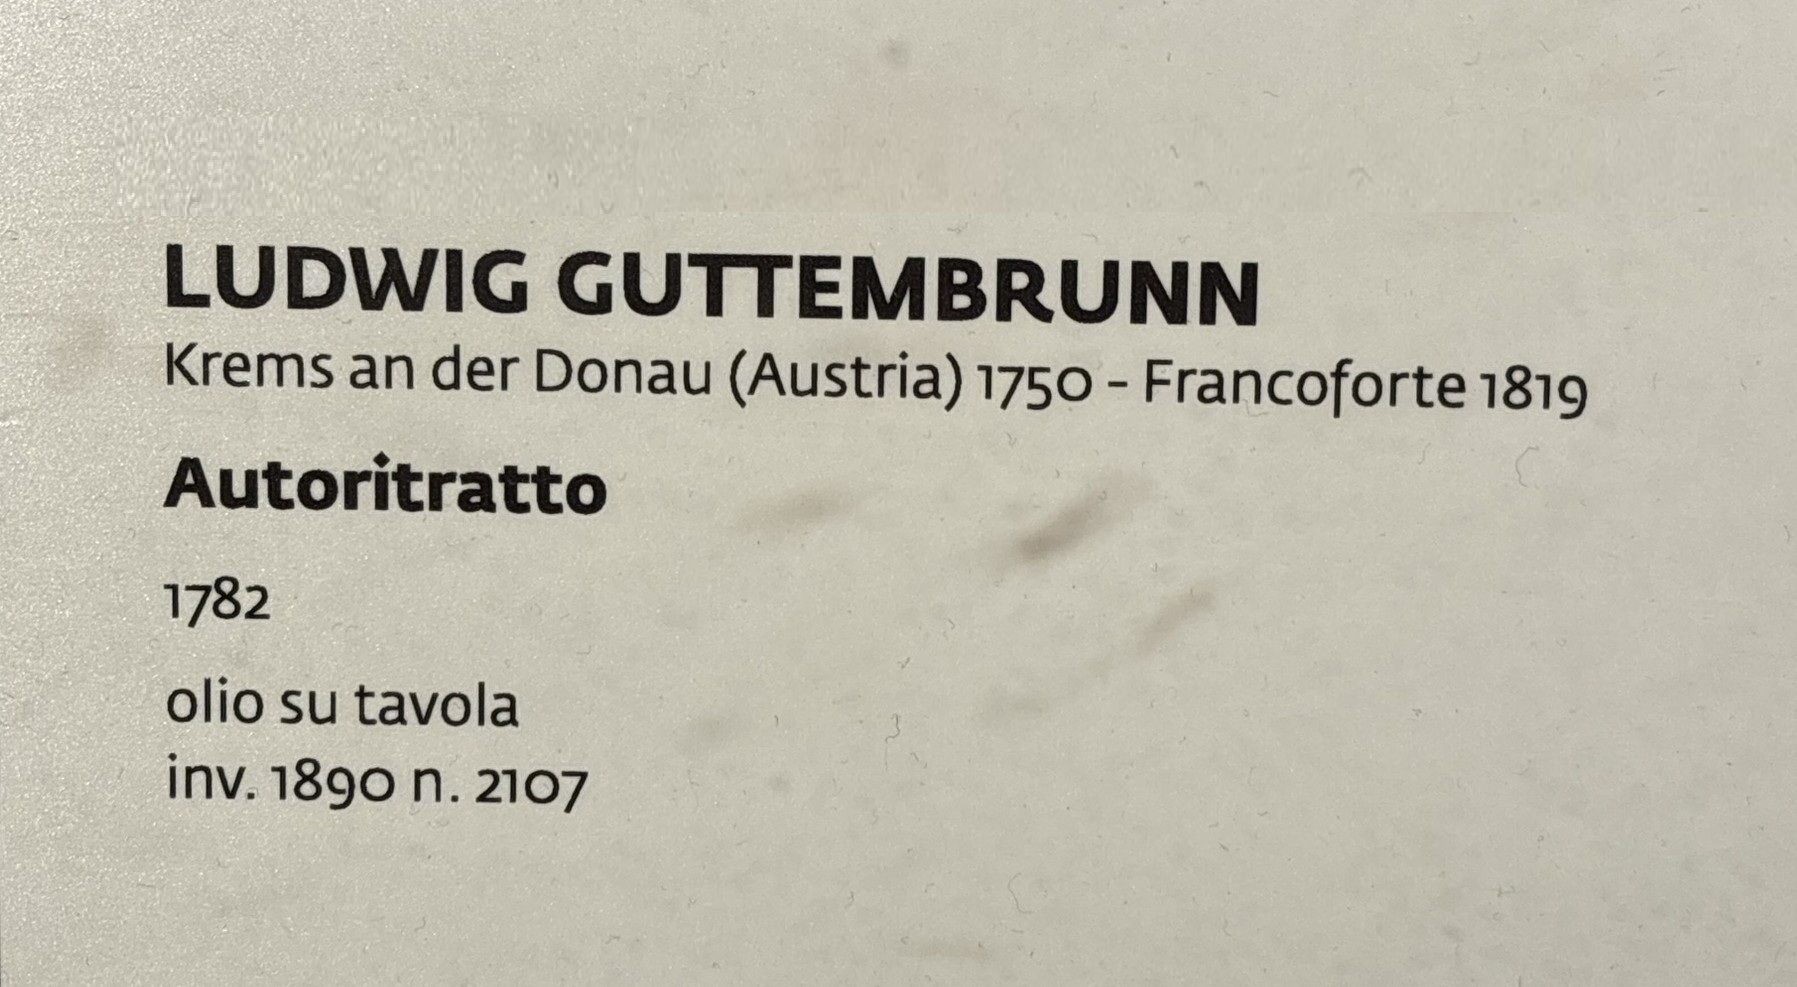 LUDWIG GUTTEMBRUNN
Krems an der Donau (Austria) 1750 - Francoforte 1819
Autoritratto
1782
olio su tavola
inv. 1890 n. 2107